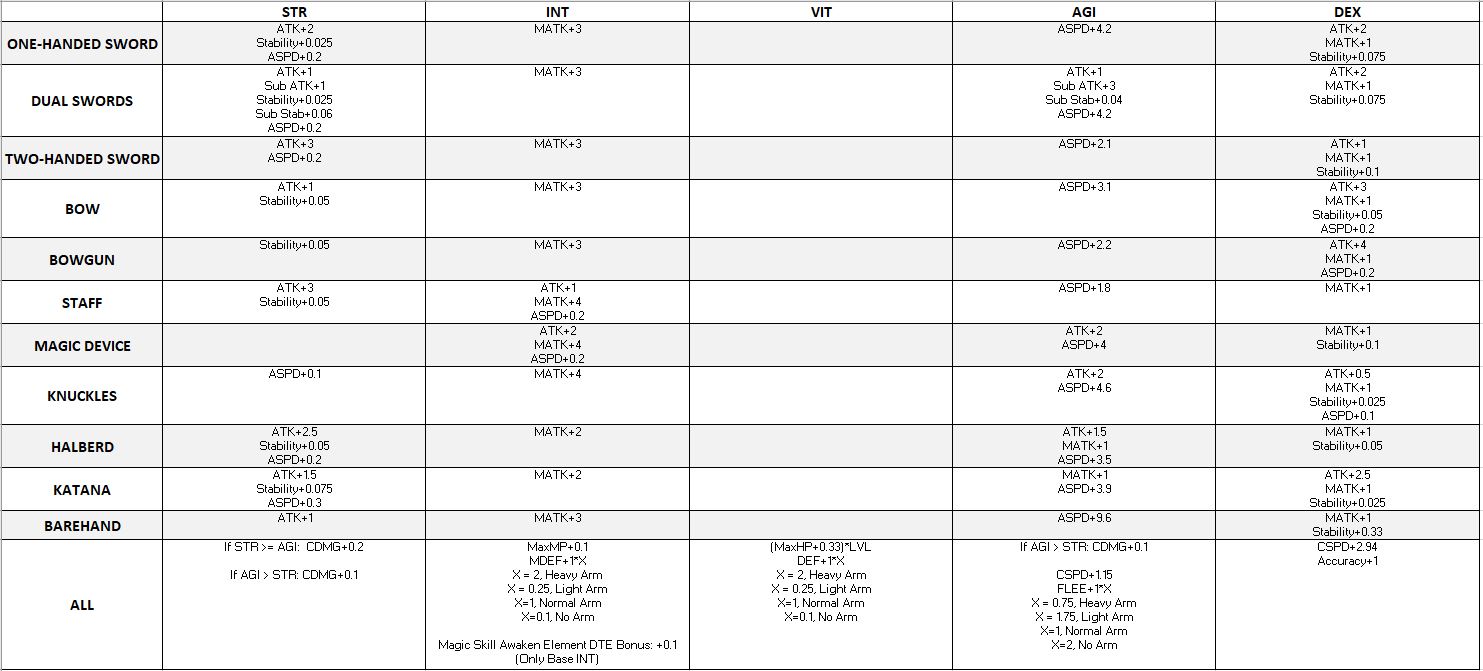 STR INT VIT AGI DEX
ONE-HANDED SWORD
ATK+2
Stability+0.025
ASPD+0.2
MATK+3
ASPD+4.2
ATK+2
MATK+1
Stability+0.075
DUAL SWORDS
ATK+1
Sub ATK+1
Stability+0.025
Sub Stab+0.06
ASPD+0.2
MATK+3
ATK+1
Sub ATK+3
Sub Stab+0.04
ASPD+4.2
ATK+2
MATK+1
Stability+0.075
TWO-HANDED SWORD
ATK+3
ASPD+0.2
MATK+3
ASPD+2.1
ATK+1
MATK+1
Stability+0.1
BOW
ATK+1
Stability+0.05
MATK+3
ASPD+3.1
ATK+3
MATK+1
Stability+0.05
ASPD+0.2
BOWGUN
Stability+0.05
MATK+3
ASPD+2.2
ATK+4
MATK+1
ASPD+0.2
STAFF
ATK+3
Stability+0.05
ATK+1
MATK+4
ASPD+0.2
ASPD+1.8
MATK+1
MAGIC DEVICE
ATK+2
MATK+4
ASPD+0.2
ATK+2
ASPD+4
MATK+1
Stability+0.1
KNUCKLES
ASPD+0.1
MATK+4
ATK+2
ASPD+4.6
ATK+0.5
MATK+1
Stability+0.025
ASPD+0.1
HALBERD
ATK+2.5
Stability+0.05
ASPD+0.2
MATK+2
ATK+1.5
MATK+1
ASPD+3.5
MATK+1
Stability+0.05
KATANA
ATK+1.5
Stability+0.075
ASPD+0.3
MATK+2
MATK+1
ASPD+3.9
ATK+2.5
MATK+1
Stability+0.025
BAREHAND
ATK+1
MATK+3
ASPD+9.6
MATK+1
Stability+0.33
ALL
If STR >= AGI: CDMG+0.2
If AGI > STR: CDMG+0.1
MaxMP+0.1
MDEF+1*X
X = 2, Heavy Arm
X = 0.25, Light Arm
X=1, Normal Arm
X=0.1, No Arm
Magic Skill Awaken Element DTE Bonus: +0.1
(Only Base INT)
(MaxHP+0.33)*LVL
DEF+1*X
X = 2, Heavy Arm
X = 0.25, Light Arm
X=1, Normal Arm
X=0.1, No Arm
If AGI > STR: CDMG+0.1
CSPD+1.15
FLEE+1*X
X = 0.75, Heavy Arm
X = 1.75, Light Arm
X=1, Normal Arm
X=2, No Arm
CSPD+2.94
Accuracy+1